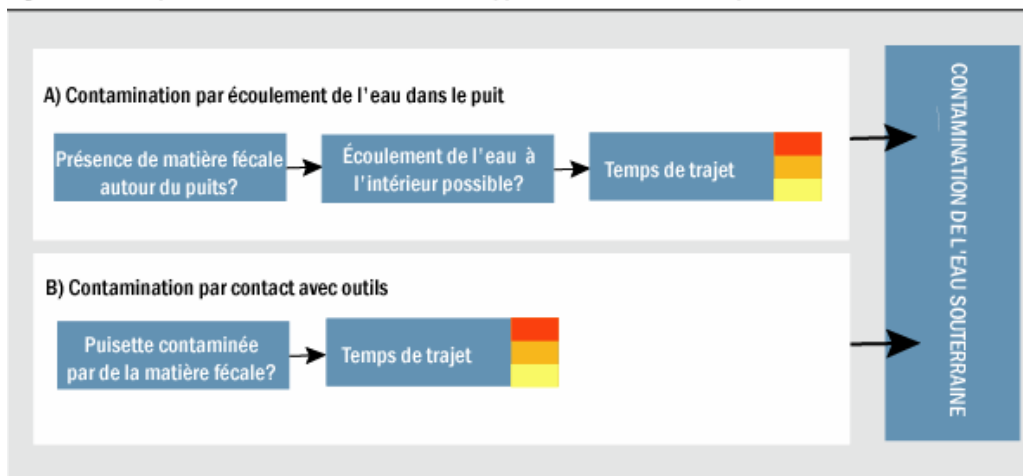 A) Contamination par écoulement de l'eau dans le puit
Présence de matière fécale
autour du puits?
Écoulement de l'eau à
l'intérieur possible?
Temps de trajet
B) Contamination par contact avec outils
Puisette contaminée
par de la matière fécale?
Temps de trajet
CONTAMINATION DE L'EAU SOUTERRAINE